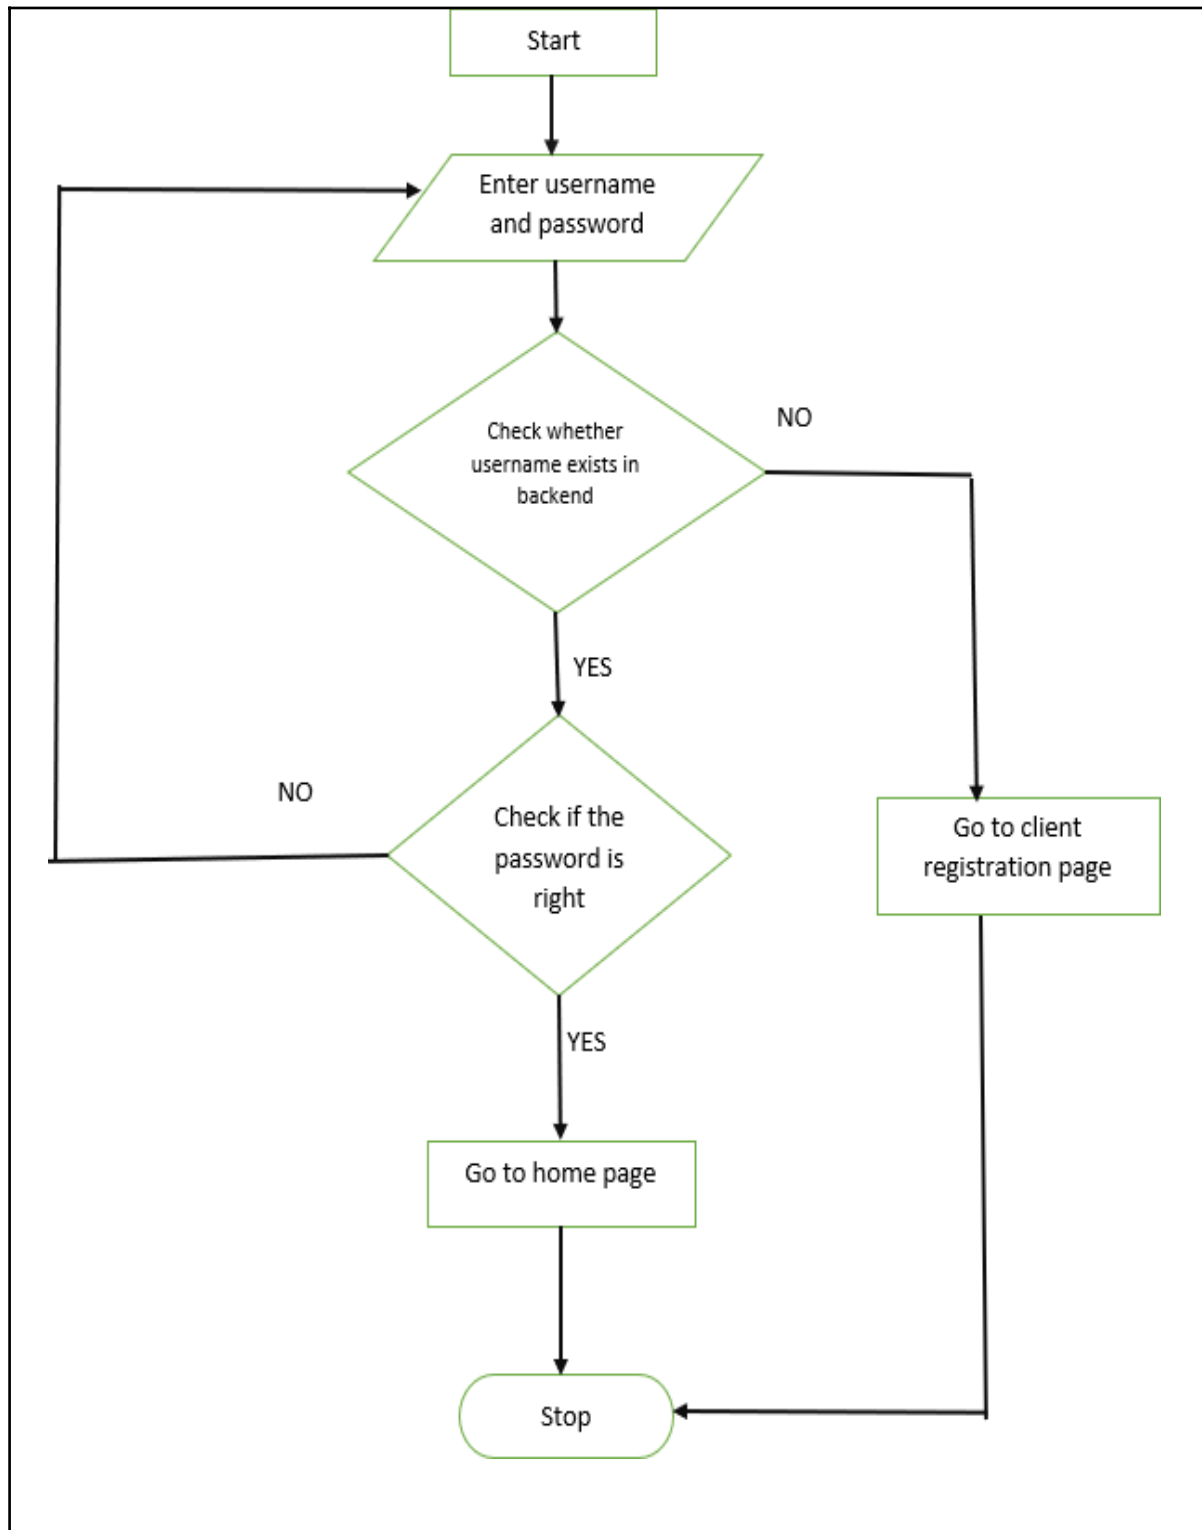 Start
Enter username
and password
Check whether
username exists in
backend
NO
YES
NO
Check if the
password is
right
Go to client
registration page
YES
Go to home page
Stop